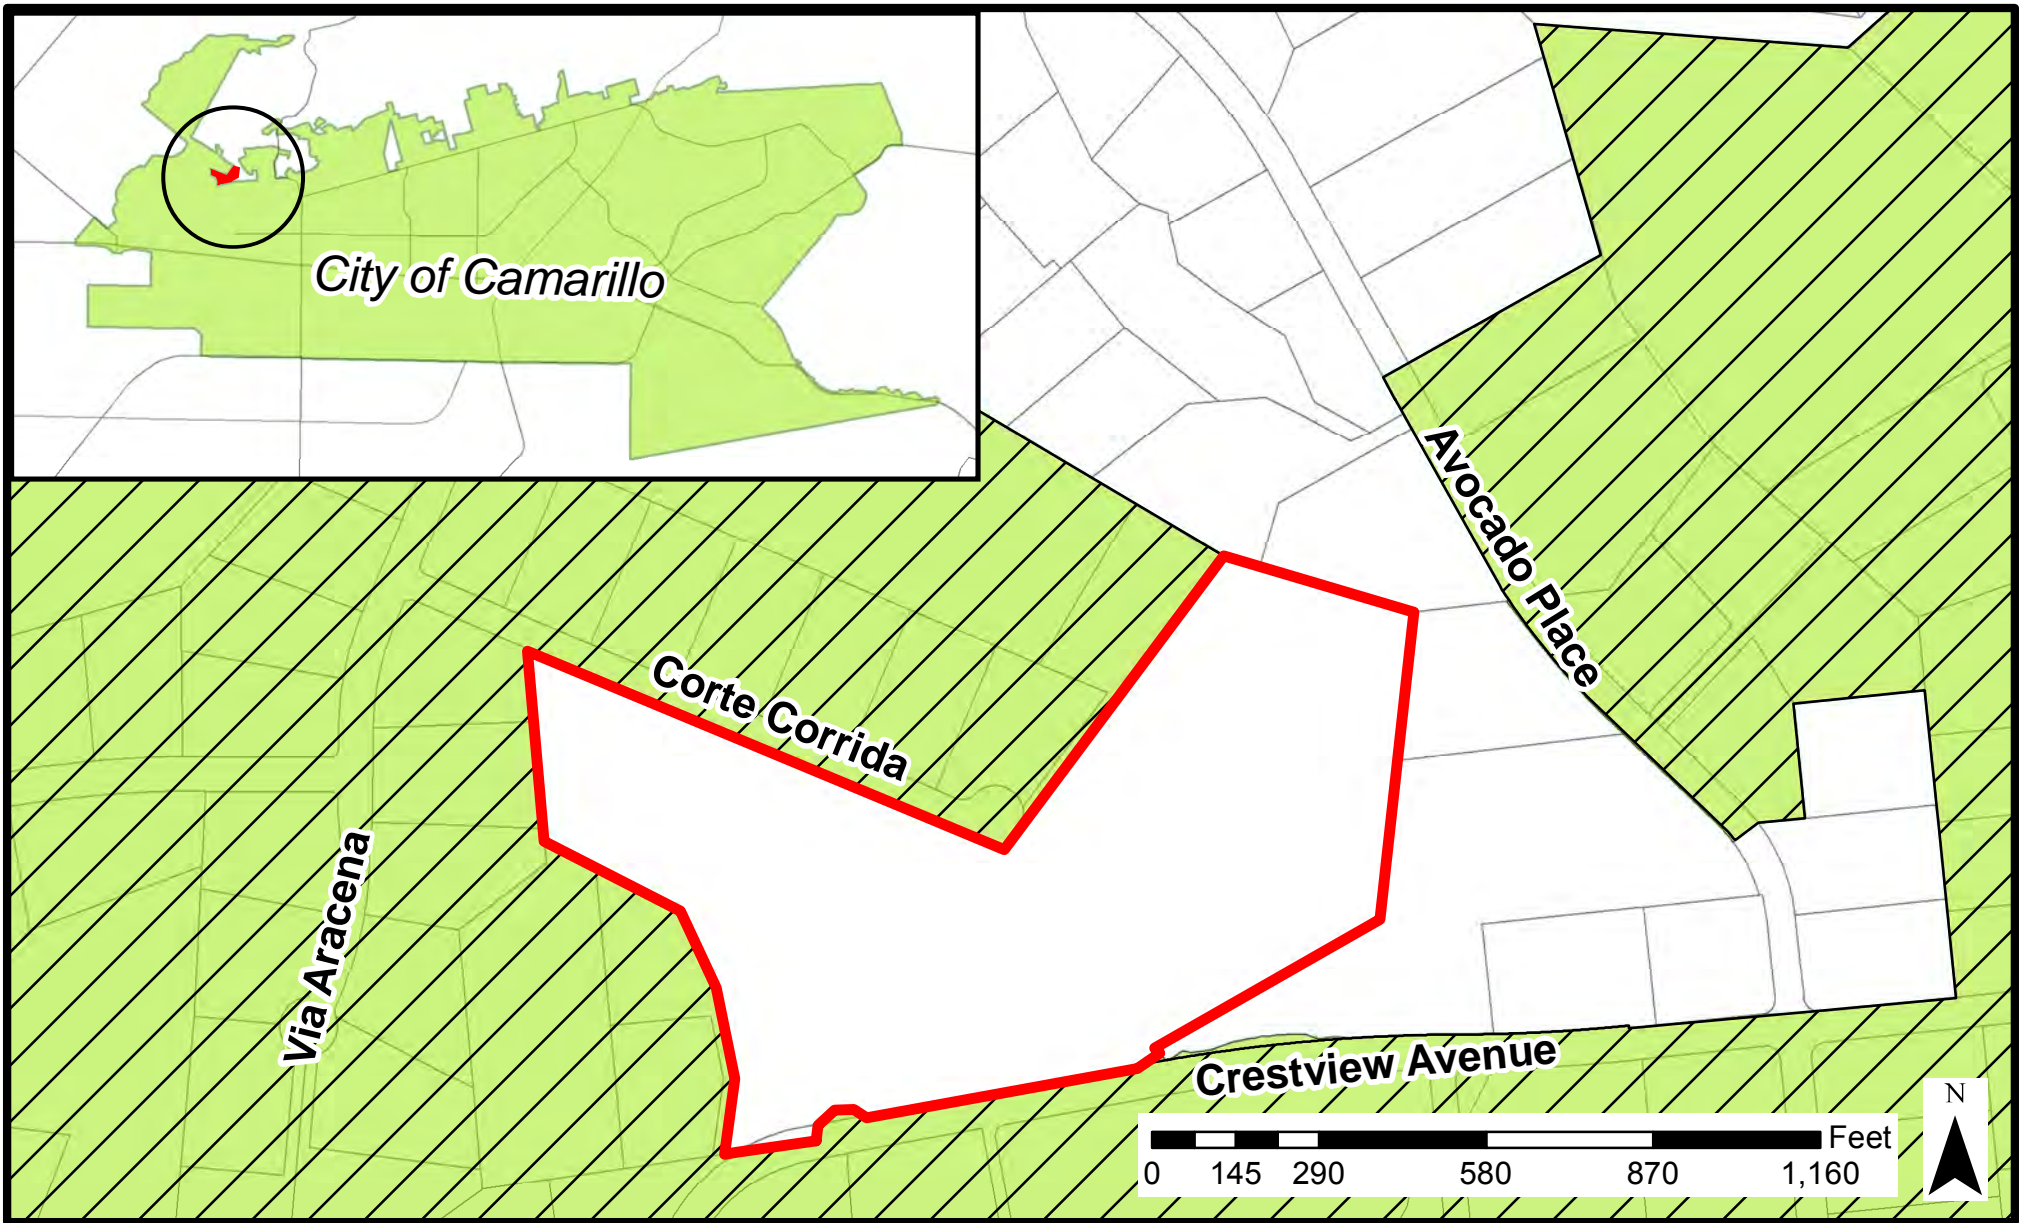 City of Camarillo
Avocado Place
Corte Corrida
Via Aracena
Crestview Avenue
N
Feet
0 145 290 580 870 1,160